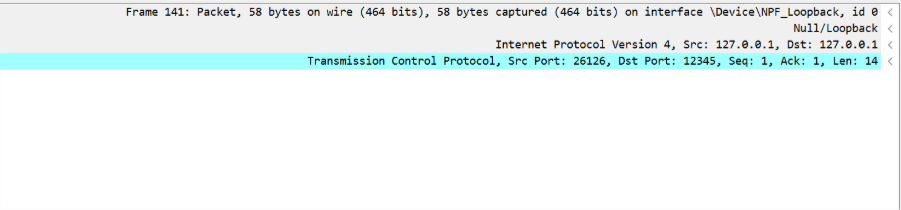 Frame 141: Packet, 58 bytes on wire (464 bits), 58 bytes captured (464 bits) on interface \Device\NPF_Loopback, id 0
Null/Loopback
Internet Protocol Version 4, Src: 127.0.0.1, Dst: 127.0.0.1
Transmission Control Protocol, Src Port: 26126, Dst Port: 12345, Seq: 1, Ack: 1, Len: 14